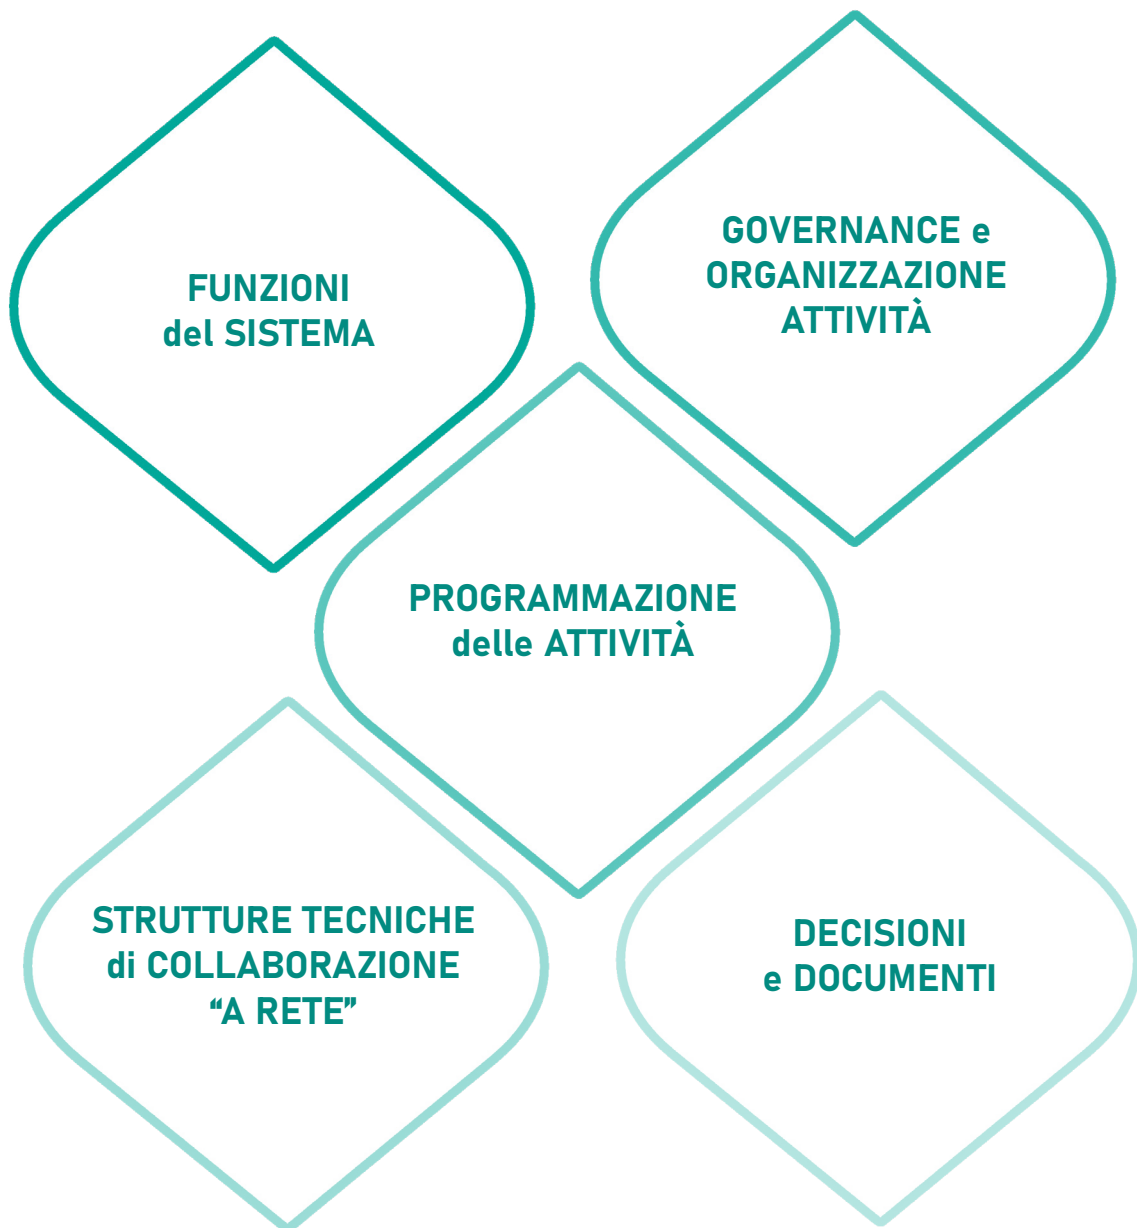 FUNZIONI
del SISTEMA
GOVERNANCE e
ORGANIZZAZIONE
ATTIVITÀ
PROGRAMMAZIONE
delle ATTIVITÀ
STRUTTURE TECNICHE
di COLLABORAZIONE
“A RETE”
DECISIONI
e DOCUMENTI